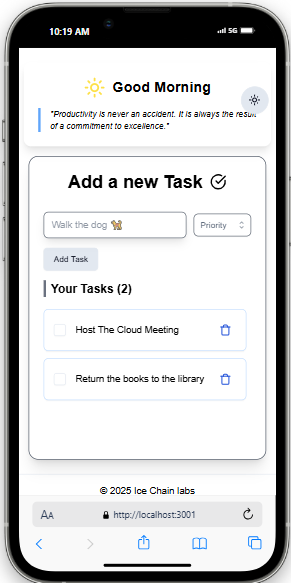 10:19 AM
5G
Good Morning
"Productivity is never an accident. It is always the result
of a commitment to excellence."
Add a new Task
Walk the dog 🐕
Priority
Add Task
Your Tasks (2)
Host The Cloud Meeting
Return the books to the library
© 2025 Ice Chain labs
AA
http://localhost:3001